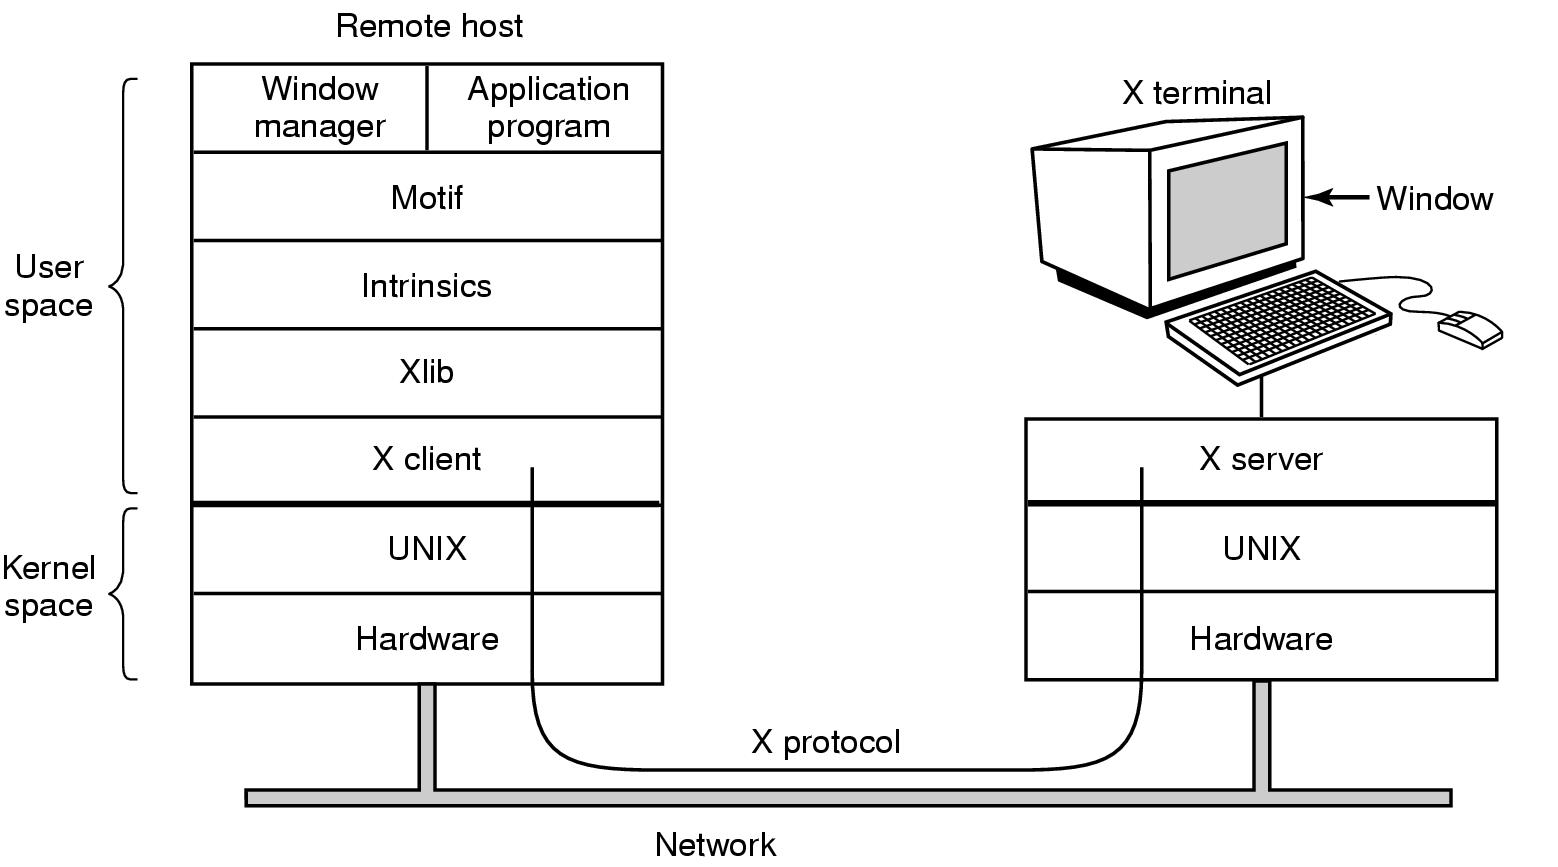 Remote host
Window
manager
Application
program
Motif
Intrinsics
Xlib
X client
UNIX
Hardware
User
space
Kernel
space
X terminal
Window
X server
UNIX
Hardware
X protocol
Network